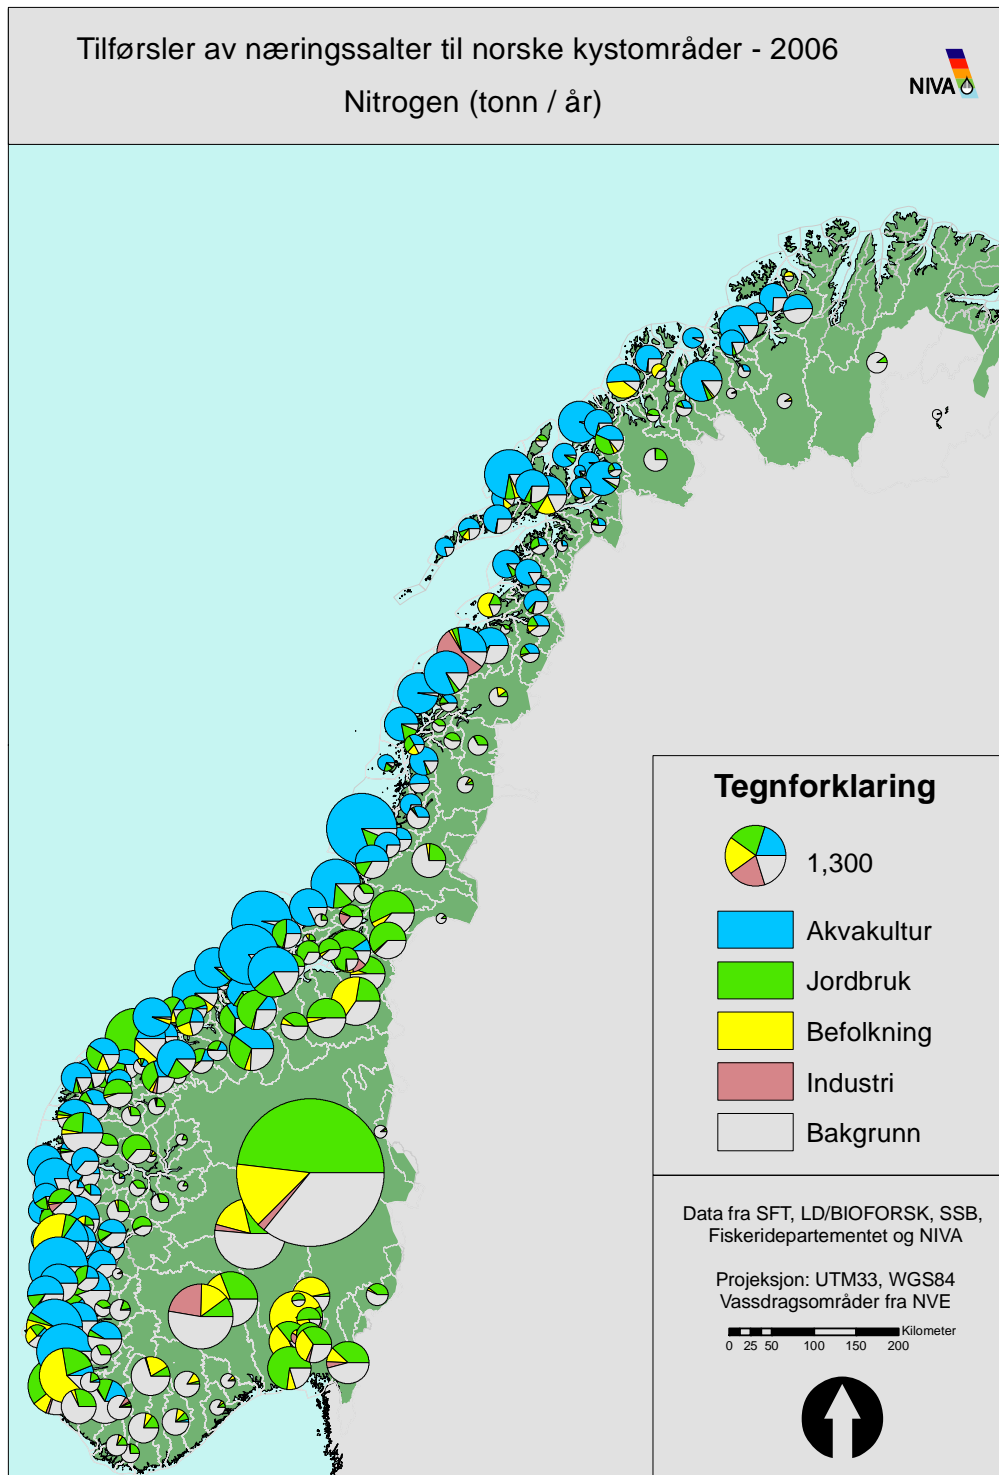 Tilførsler av næringssalter til norske kystområder - 2006
Nitrogen (tonn / år)
NIVA
Tegnforklaring
1,300
Akvakultur
Jordbruk
Befolkning
Industri
Bakgrunn
Data fra SFT, LD/BIOFORSK, SSB,
Fiskeridepartementet og NIVA
Projeksjon: UTM33, WGS84
Vassdragsområder fra NVE
Kilometer
0 25 50 100 150 200